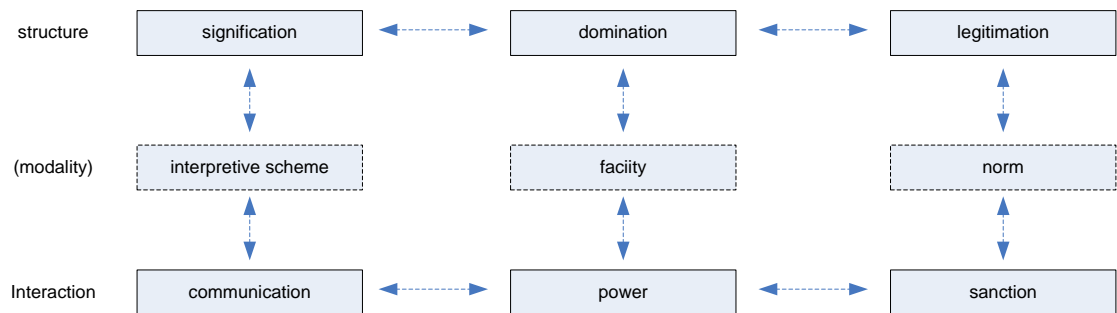 structure signification domination legitimation
(modality) interpretive scheme faciity norm
Interaction communication power sanction